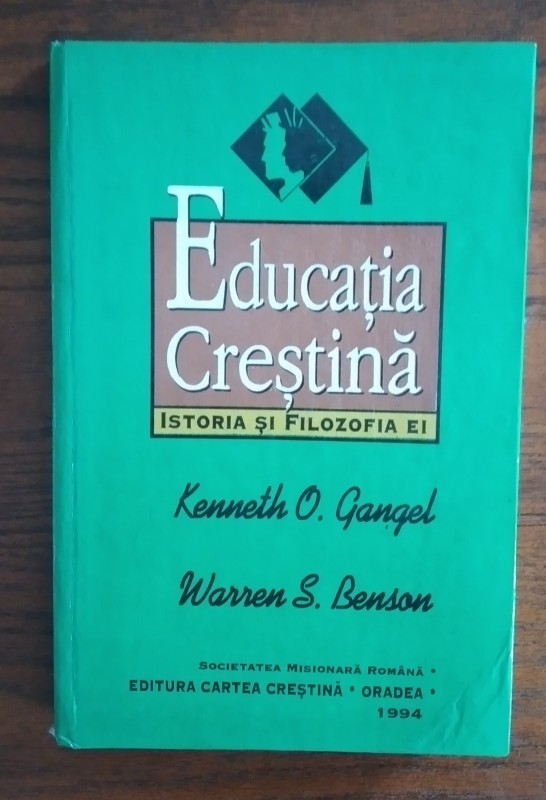 Educația
Creștină
ISTORIA ȘI FILOZOFIA EI
Kenneth O. Gangel
Warren S. Benson
SOCIETATEA MISIONARĂ ROMÂNĂ •
EDITURA CARTEA CREȘTINĂ • ORADEA •
1994